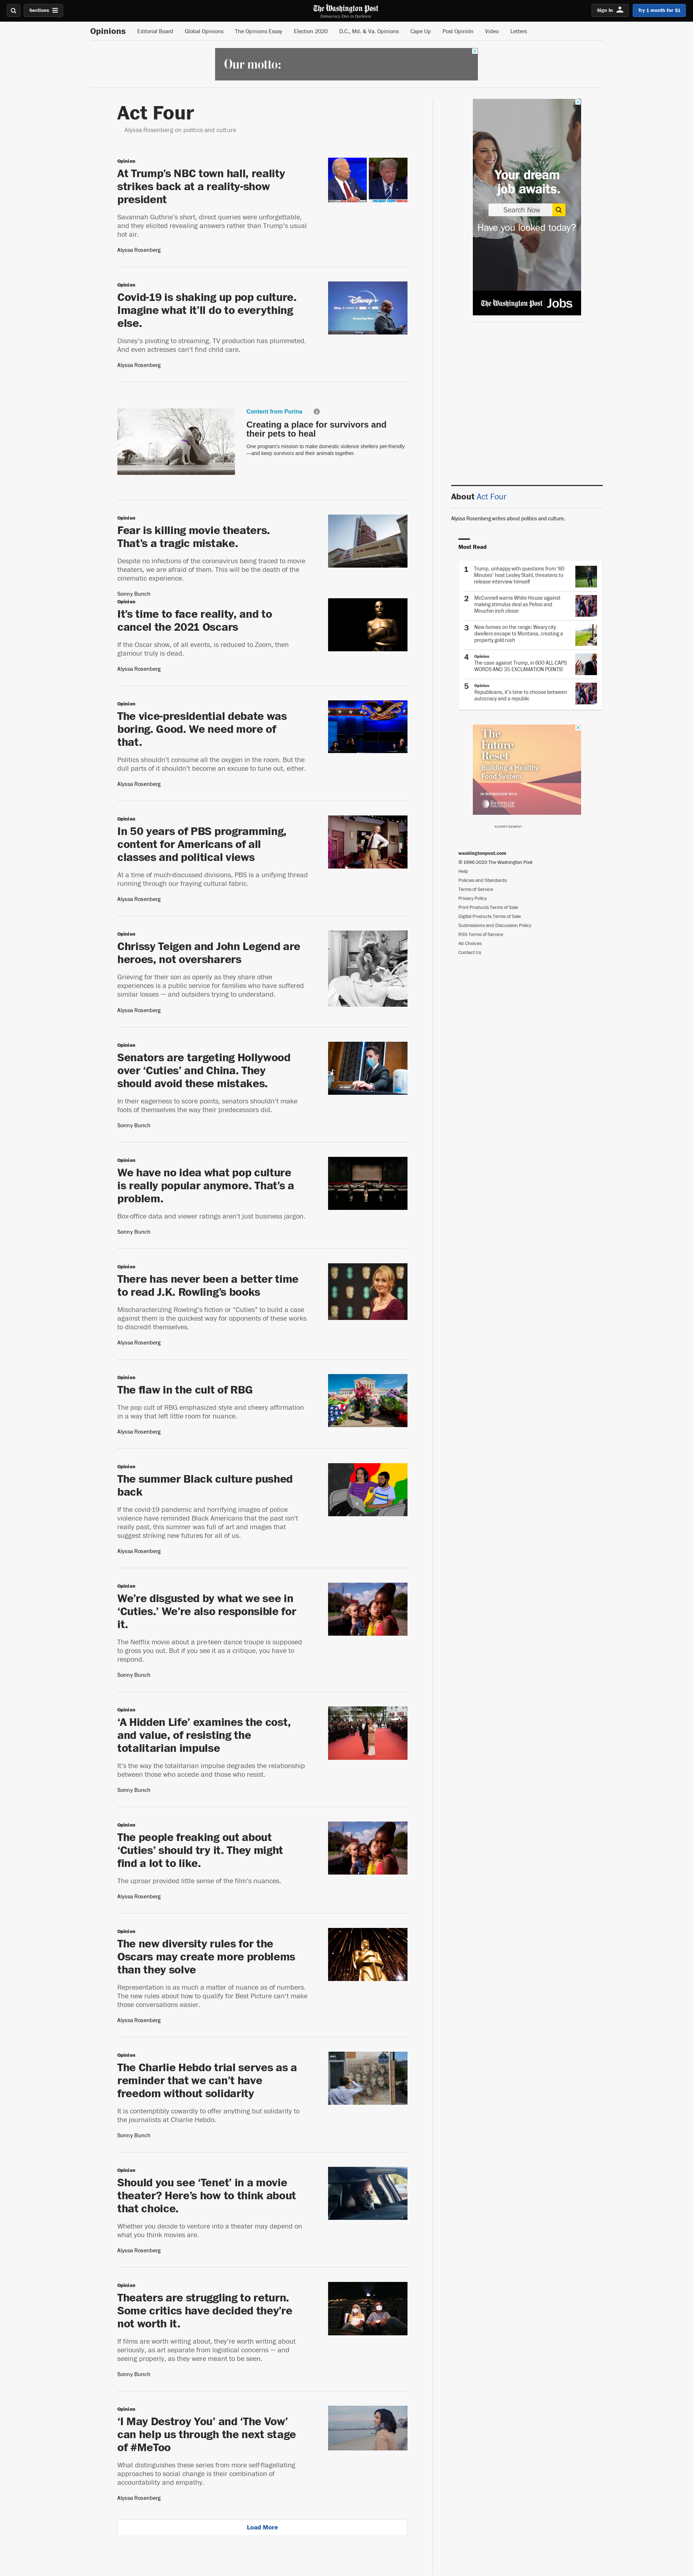 Sections
The Washington Post
Democracy Dies in Darkness
Sign In
Try 1 month for $1
Opinions
Editorial Board
Global Opinions
The Opinions Essay
Election 2020
D.C., Md. & Va. Opinions
Cape Up
Post Opinión
Video
Letters
Our motto:
Act Four
Alyssa Rosenberg on politics and culture
Opinion
At Trump's NBC town hall, reality
strikes back at a reality-show
president
Savannah Guthrie's short, direct queries were unforgettable,
and they elicited revealing answers rather than Trump's usual
hot air.
Alyssa Rosenberg
Opinion
Covid-19 is shaking up pop culture.
Imagine what it'll do to everything
else.
Disney's pivoting to streaming. TV production has plummeted.
And even actresses can't find child care.
Alyssa Rosenberg
Disney+
Content from Purina
Creating a place for survivors and
their pets to heal
One program's mission to make domestic violence shelters pet-friendly
—and keep survivors and their animals together.
Opinion
Fear is killing movie theaters.
That's a tragic mistake.
Despite no infections of the coronavirus being traced to movie
theaters, we are afraid of them. This will be the death of the
cinematic experience.
Sonny Bunch
Opinion
It's time to face reality, and to
cancel the 2021 Oscars
If the Oscar show, of all events, is reduced to Zoom, then
glamour truly is dead.
Alyssa Rosenberg
Opinion
The vice-presidential debate was
boring. Good. We need more of
that.
Politics shouldn't consume all the oxygen in the room. But the
dull parts of it shouldn't become an excuse to tune out, either.
Alyssa Rosenberg
Opinion
In 50 years of PBS programming,
content for Americans of all
classes and political views
At a time of much-discussed divisions, PBS is a unifying thread
running through our fraying cultural fabric.
Alyssa Rosenberg
Opinion
Chrissy Teigen and John Legend are
heroes, not oversharers
Grieving for their son as openly as they share other
experiences is a public service for families who have suffered
similar losses — and outsiders trying to understand.
Alyssa Rosenberg
Opinion
Senators are targeting Hollywood
over 'Cuties' and China. They
should avoid these mistakes.
In their eagerness to score points, senators shouldn't make
fools of themselves the way their predecessors did.
Sonny Bunch
Opinion
We have no idea what pop culture
is really popular anymore. That's a
problem.
Box-office data and viewer ratings aren't just business jargon.
Sonny Bunch
Opinion
There has never been a better time
to read J.K. Rowling's books
Mischaracterizing Rowling's fiction or "Cuties" to build a case
against them is the quickest way for opponents of these works
to discredit themselves.
Alyssa Rosenberg
Opinion
The flaw in the cult of RBG
The pop cult of RBG emphasized style and cheery affirmation
in a way that left little room for nuance.
Alyssa Rosenberg
Opinion
The summer Black culture pushed
back
If the covid-19 pandemic and horrifying images of police
violence have reminded Black Americans that the past isn't
really past, this summer was full of art and images that
suggest striking new futures for all of us.
Alyssa Rosenberg
Opinion
We're disgusted by what we see in
'Cuties.' We're also responsible for
it.
The Netflix movie about a pre-teen dance troupe is supposed
to gross you out. But if you see it as a critique, you have to
respond.
Sonny Bunch
Opinion
'A Hidden Life' examines the cost,
and value, of resisting the
totalitarian impulse
It's the way the totalitarian impulse degrades the relationship
between those who accede and those who resist.
Sonny Bunch
Opinion
The people freaking out about
'Cuties' should try it. They might
find a lot to like.
The uproar provided little sense of the film's nuances.
Alyssa Rosenberg
Opinion
The new diversity rules for the
Oscars may create more problems
than they solve
Representation is as much a matter of nuance as of numbers.
The new rules about how to qualify for Best Picture can't make
those conversations easier.
Alyssa Rosenberg
Opinion
The Charlie Hebdo trial serves as a
reminder that we can't have
freedom without solidarity
It is contemptibly cowardly to offer anything but solidarity to
the journalists at Charlie Hebdo.
Sonny Bunch
Opinion
Should you see 'Tenet' in a movie
theater? Here's how to think about
that choice.
Whether you decide to venture into a theater may depend on
what you think movies are.
Alyssa Rosenberg
Opinion
Theaters are struggling to return.
Some critics have decided they're
not worth it.
If films are worth writing about, they're worth writing about
seriously, as art separate from logistical concerns — and
seeing properly, as they were meant to be seen.
Sonny Bunch
Opinion
'I May Destroy You' and 'The Vow'
can help us through the next stage
of #MeToo
What distinguishes these series from more self-flagellating
approaches to social change is their combination of
accountability and empathy.
Alyssa Rosenberg
Load More
Your dream
job awaits.
Search Now
Have you looked today?
The Washington Post Jobs
About Act Four
Alyssa Rosenberg writes about politics and culture.
Most Read
1 Trump, unhappy with questions from '60
Minutes' host Lesley Stahl, threatens to
release interview himself
2 McConnell warns White House against
making stimulus deal as Pelosi and
Mnuchin inch closer
3 New homes on the range: Weary city
dwellers escape to Montana, creating a
property gold rush
4 Opinion
The case against Trump, in 600 ALL-CAPS
WORDS AND 35 EXCLAMATION POINTS!
5 Opinion
Republicans, it's time to choose between
autocracy and a republic
The
Future
Reset
Building a Healthy
Food System
IN PARTNERSHIP WITH
ROCKEFELLER
FOUNDATION
ADVERTISEMENT
washingtonpost.com
© 1996-2020 The Washington Post
Help
Policies and Standards
Terms of Service
Privacy Policy
Print Products Terms of Sale
Digital Products Terms of Sale
Submissions and Discussion Policy
RSS Terms of Service
Ad Choices
Contact Us